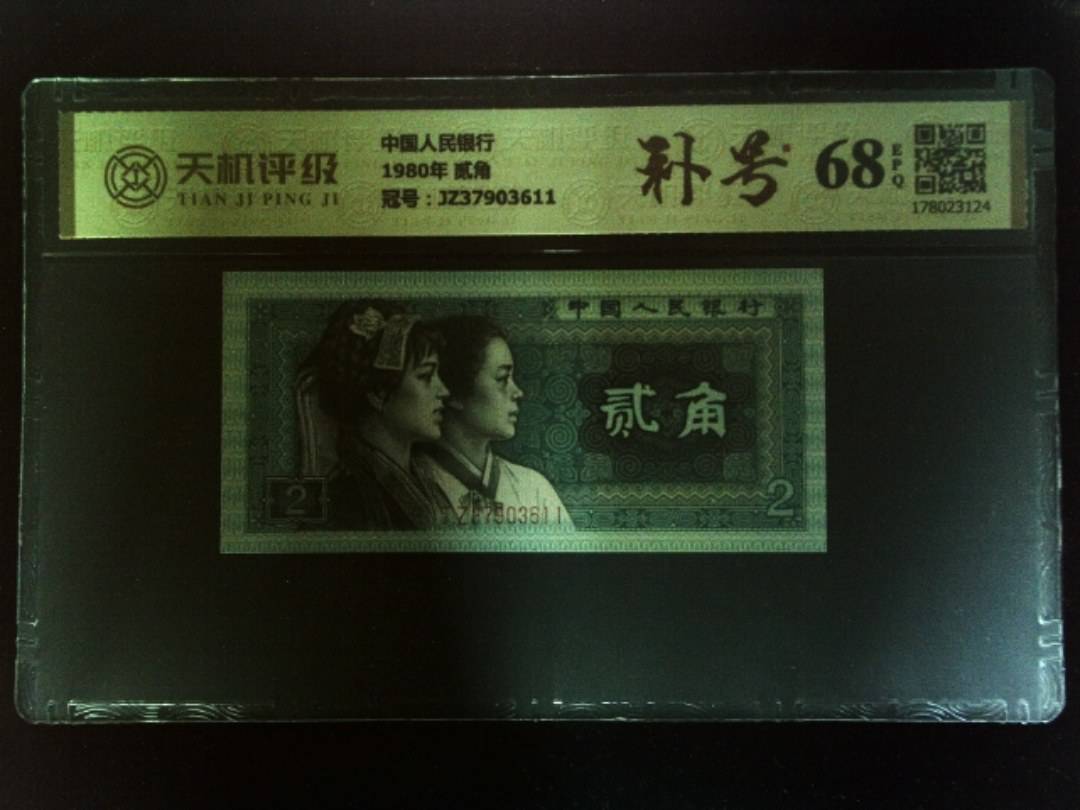 天机评级
TIAN JI PING JI
中国人民银行
1980年 贰角
冠号：JZ37903611
补号
68
EPQ
178023124
中国人民银行
贰角
2
2
JZ37903611